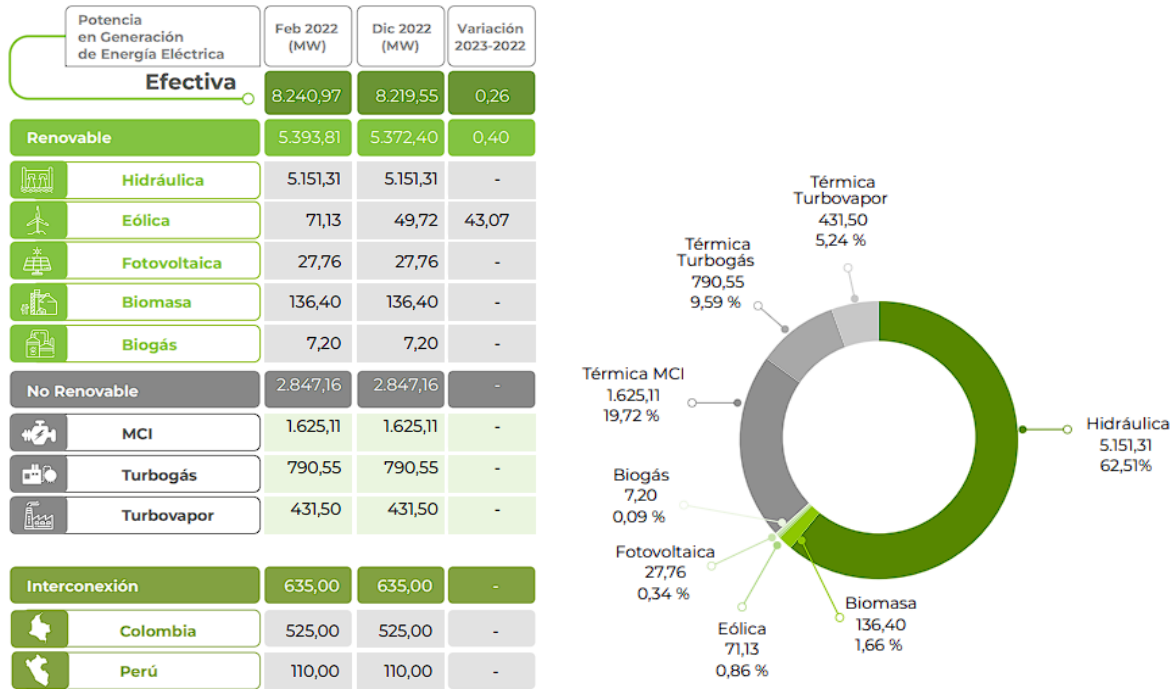 Potencia
en Generación
de Energía Eléctrica
Feb 2022
(MW)
Dic 2022
(MW)
Variación
2023-2022
Efectiva 8.240,97 8.219,55 0,26
Renovable 5.393,81 5.372,40 0,40
Hidráulica 5.151,31 5.151,31 -
Eólica 71,13 49,72 43,07
Fotovoltaica 27,76 27,76 -
Biomasa 136,40 136,40 -
Biogás 7,20 7,20 -
No Renovable 2.847,16 2.847,16 -
MCI 1.625,11 1.625,11 -
Turbogás 790,55 790,55 -
Turbovapor 431,50 431,50 -
Interconexión 635,00 635,00 -
Colombia 525,00 525,00 -
Perú 110,00 110,00 -
Térmica
Turbovapor
431,50
5,24 %
Térmica
Turbogás
790,55
9,59 %
Térmica MCI
1.625,11
19,72 %
Biogás
7,20
0,09 %
Fotovoltaica
27,76
0,34 %
Eólica
71,13
0,86 %
Biomasa
136,40
1,66 %
Hidráulica
5.151,31
62,51%